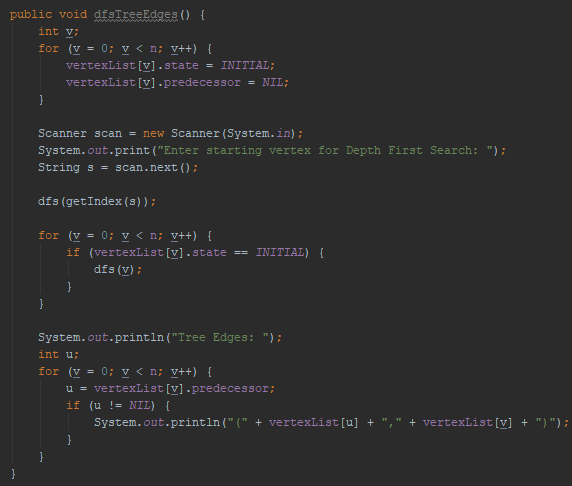 public void dfsTreeEdges() {
    int v;
    for (v = 0; v < n; v++) {
        vertexList[v].state = INITIAL;
        vertexList[v].predecessor = NIL;
    }

    Scanner scan = new Scanner(System.in);
    System.out.print("Enter starting vertex for Depth First Search: ");
    String s = scan.next();

    dfs(getIndex(s));

    for (v = 0; v < n; v++) {
        if (vertexList[v].state == INITIAL) {
            dfs(v);
        }
    }

    System.out.println("Tree Edges: ");
    int u;
    for (v = 0; v < n; v++) {
        u = vertexList[v].predecessor;
        if (u != NIL) {
            System.out.println("(" + vertexList[u] + "," + vertexList[v] + ")");
        }
    }
}